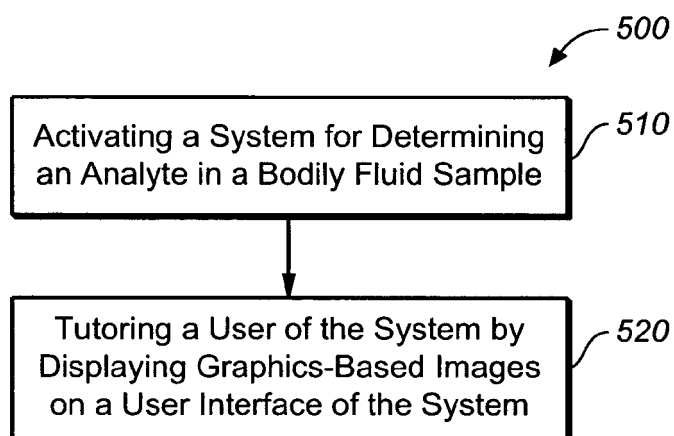 500
Activating a System for Determining
an Analyte in a Bodily Fluid Sample
510
Tutoring a User of the System by
Displaying Graphics-Based Images
on a User Interface of the System
520